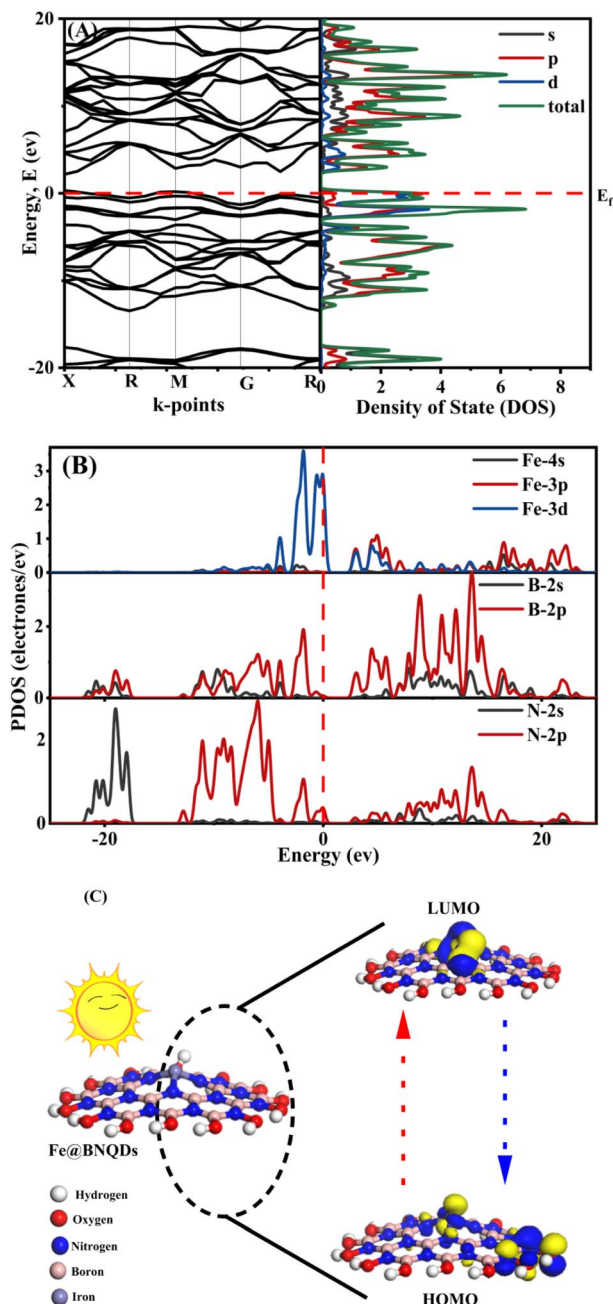 (A)
20
0
-20
Energy, E (ev)
X R M G R
k-points
s
p
d
total
E_f
0 2 4 6 8
Density of State (DOS)
(B)
PDOS (electrones/ev)
3
2
1
0
Fe-4s
Fe-3p
Fe-3d
2
0
B-2s
B-2p
2
0
N-2s
N-2p
-20 0 20
Energy (ev)
(C)
LUMO
Fe@BNQDs
Hydrogen
Oxygen
Nitrogen
Boron
Iron
HOMO